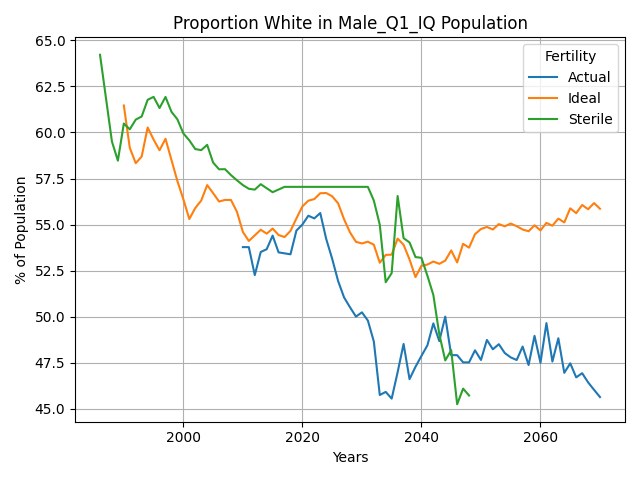 Proportion White in Male_Q1_IQ Population
65.0
62.5
60.0
57.5
55.0
52.5
50.0
47.5
45.0
% of Population
Fertility
Actual
Ideal
Sterile
2000
2020
2040
2060
Years